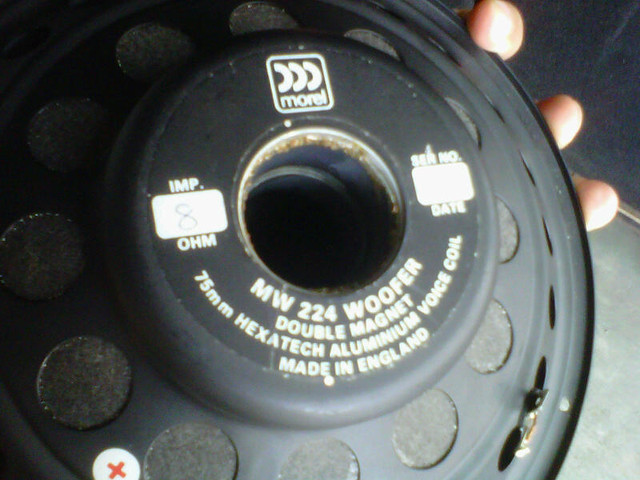 morel
IMP.
8
OHM
SER NO.
DATE
MW 224 WOOFER
DOUBLE MAGNET
75mm HEXATECH ALUMINIUM VOICE COIL
MADE IN ENGLAND